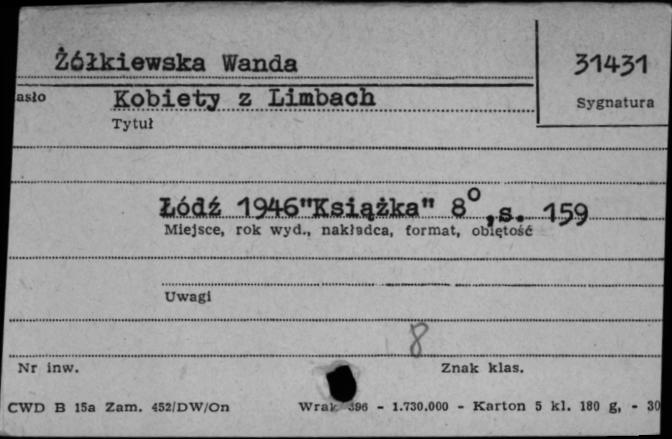 Żółkiewska Wanda
31431
asło
Kobiety z Limbach
Sygnatura
Tytuł
Łódź 1946"Książka" 8°,s. 159
Miejsce, rok wyd., nakładca, format, objętość
Uwagi
8
Nr inw.
Znak klas.
CWD B 15a Zam. 452/DW/On
396 - 1.730.000 - Karton 5 kl. 180 g, - 30